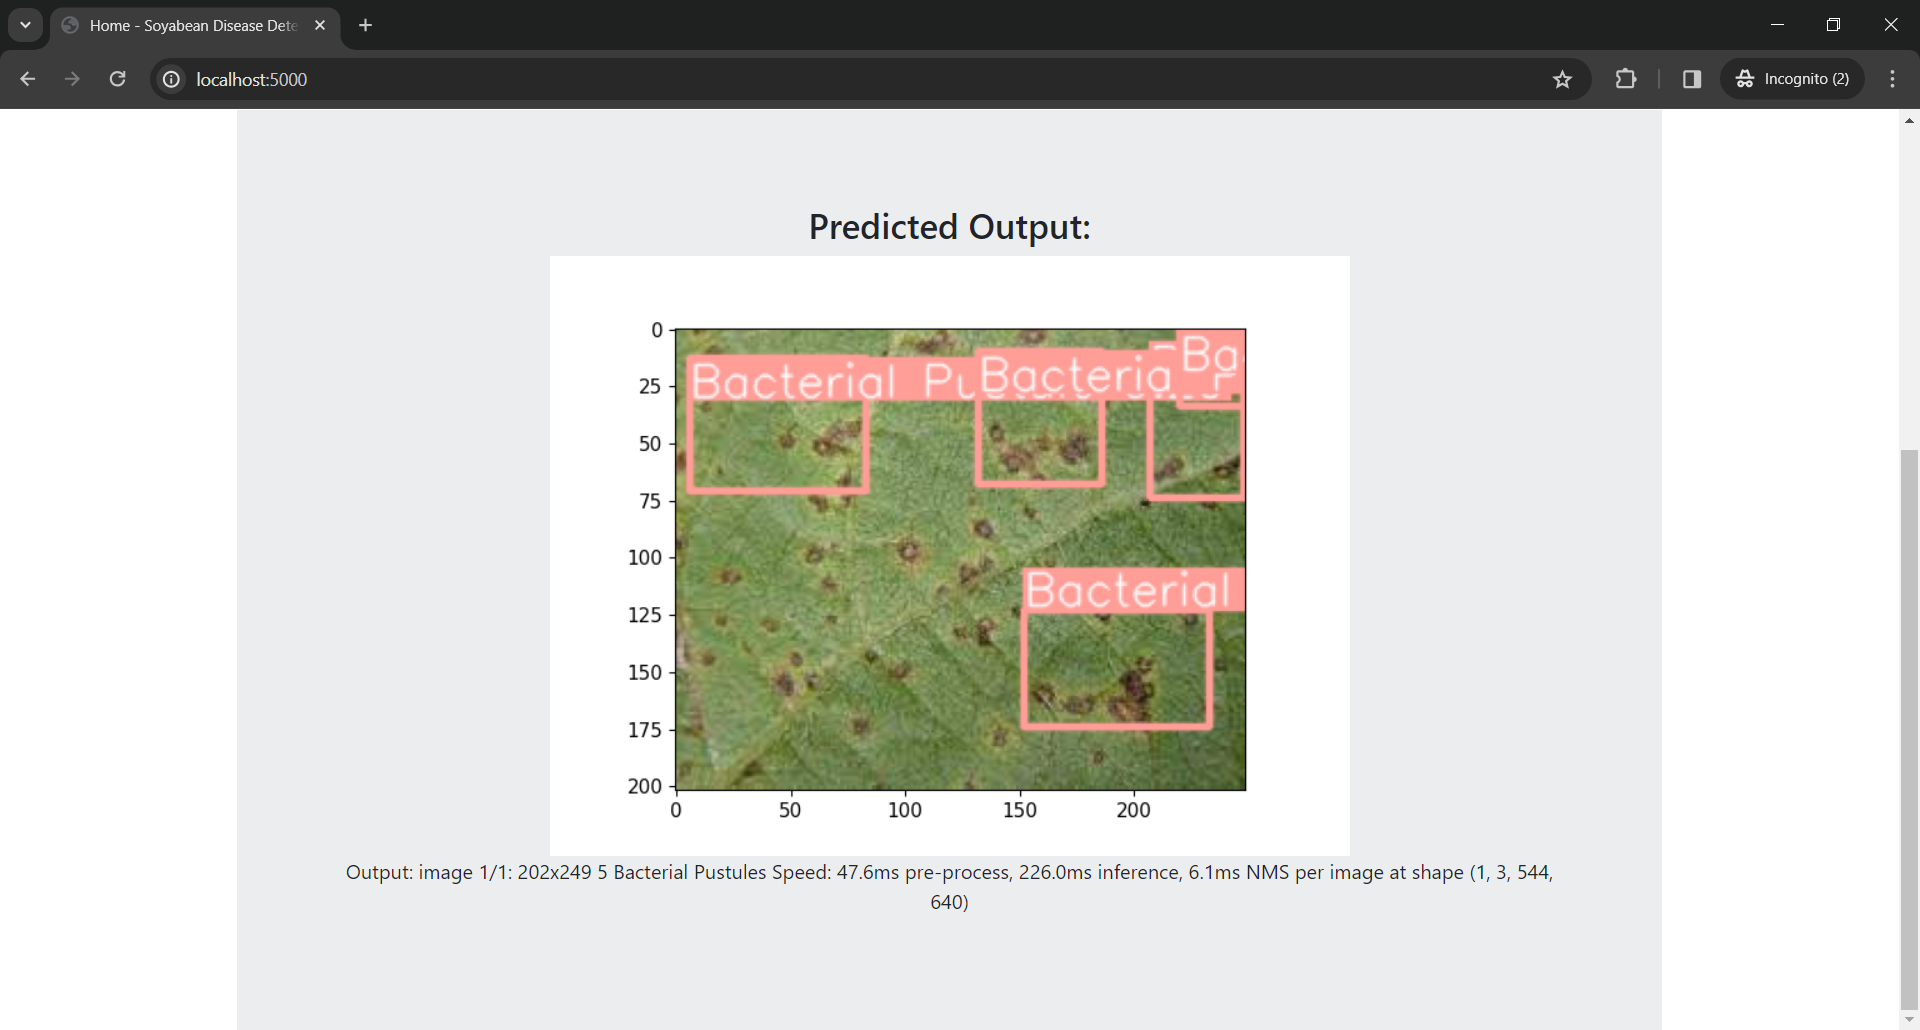 Home - Soyabean Disease Dete
localhost:5000
Incognito (2)
Predicted Output:
0
25
50
75
100
125
150
175
200
Bacterial Pu
Bacteria
Ba
Bacterial
0 50 100 150 200
Output: image 1/1: 202x249 5 Bacterial Pustules Speed: 47.6ms pre-process, 226.0ms inference, 6.1ms NMS per image at shape (1, 3, 544,
640)